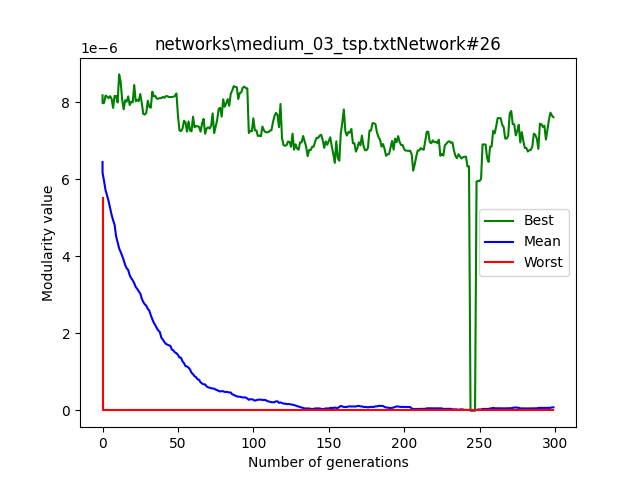 networks\medium_03_tsp.txtNetwork#26
1e−6
Modularity value
8
6
4
2
0
Best
Mean
Worst
0 50 100 150 200 250 300
Number of generations